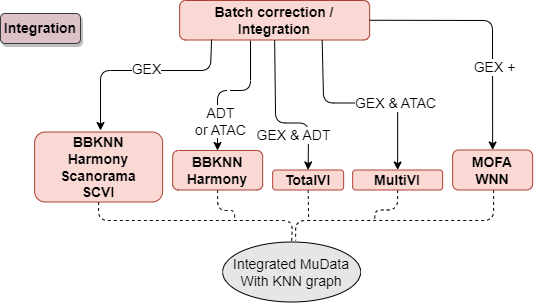 Integration
Batch correction /
Integration
GEX
ADT
or ATAC
GEX & ADT
GEX & ATAC
GEX +
BBKNN
Harmony
Scanorama
SCVI
BBKNN
Harmony
TotalVI
MultiVI
MOFA
WNN
Integrated MuData
With KNN graph